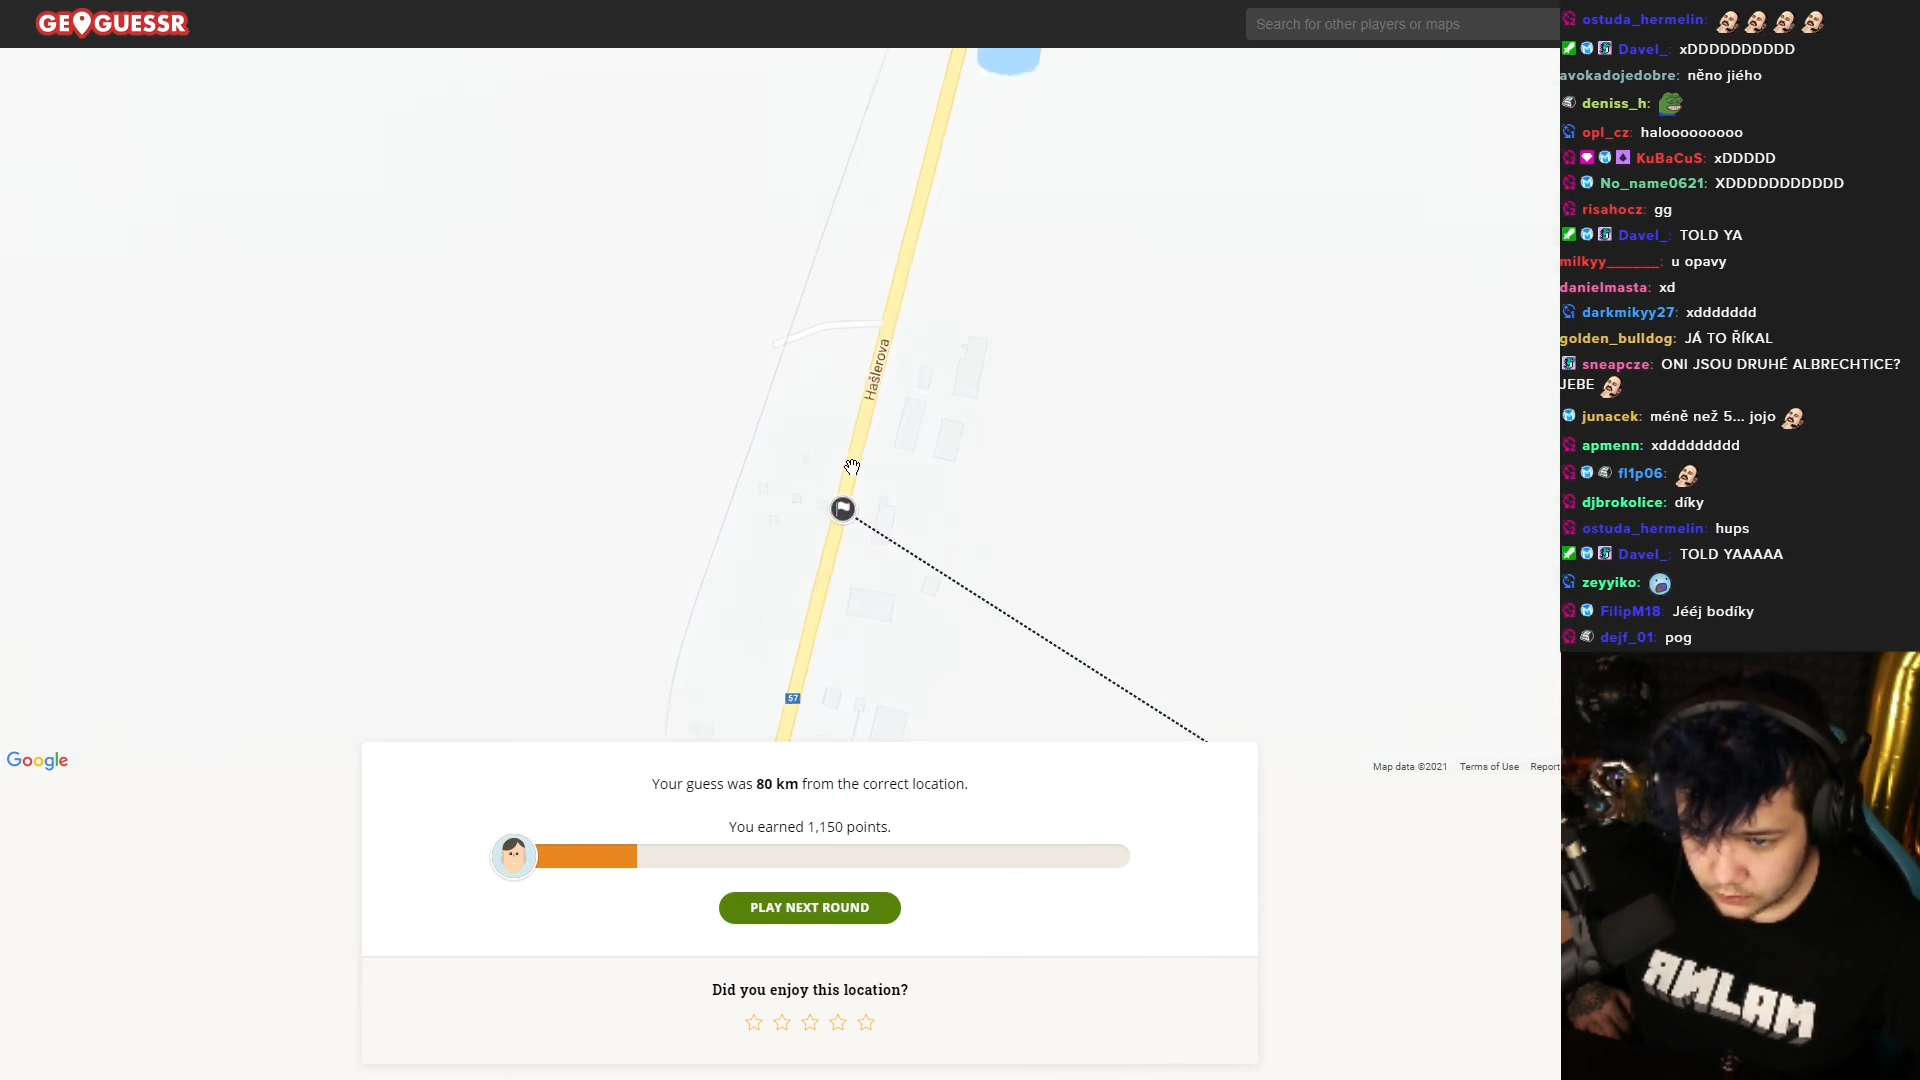 GEOGUESSR
Search for other players or maps
Hašlerova
57
Google
Map data ©2021 Terms of Use Report
Your guess was 80 km from the correct location.
You earned 1,150 points.
PLAY NEXT ROUND
Did you enjoy this location?
ostuda_hermelin:
Davel_: xDDDDDDDDDD
avokadojedobre: něno jiého
deniss_h:
opl_cz: halooooooooo
KuBaCuS: xDDDDD
No_name0621: XDDDDDDDDDDD
risahocz: gg
Davel_: TOLD YA
milkyy______: u opavy
danielmasta: xd
darkmikyy27: xddddddd
golden_bulldog: JÁ TO ŘÍKAL
sneapcze: ONI JSOU DRUHÉ ALBRECHTICE?
JEBE
junacek: méně než 5... jojo
apmenn: xddddddddd
fl1p06:
djbrokolice: díky
ostuda_hermelin: hups
Davel_: TOLD YAAAAA
zeyyiko:
FilipM18: Jééj bodíky
dejf_01: pog